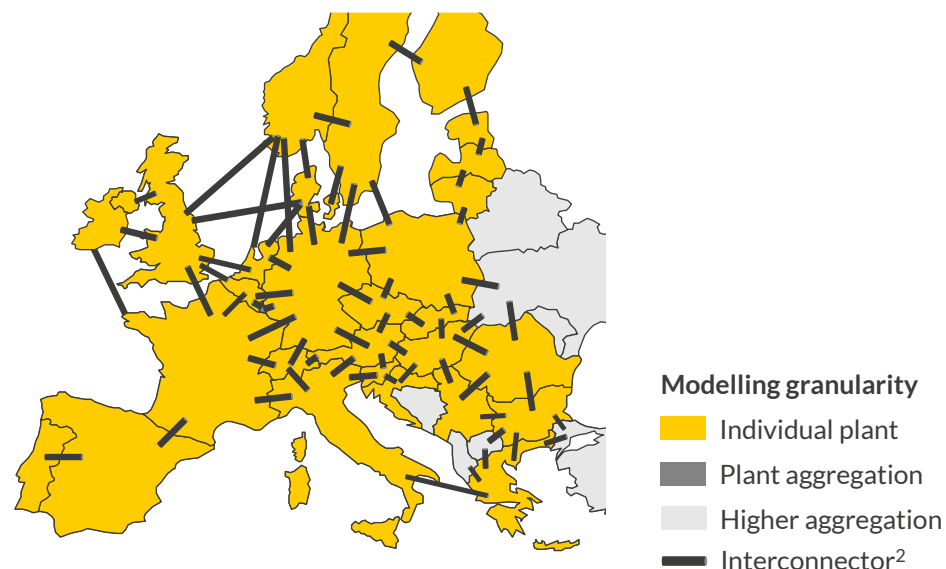 Modelling granularity
Individual plant
Plant aggregation
Higher aggregation
Interconnector²